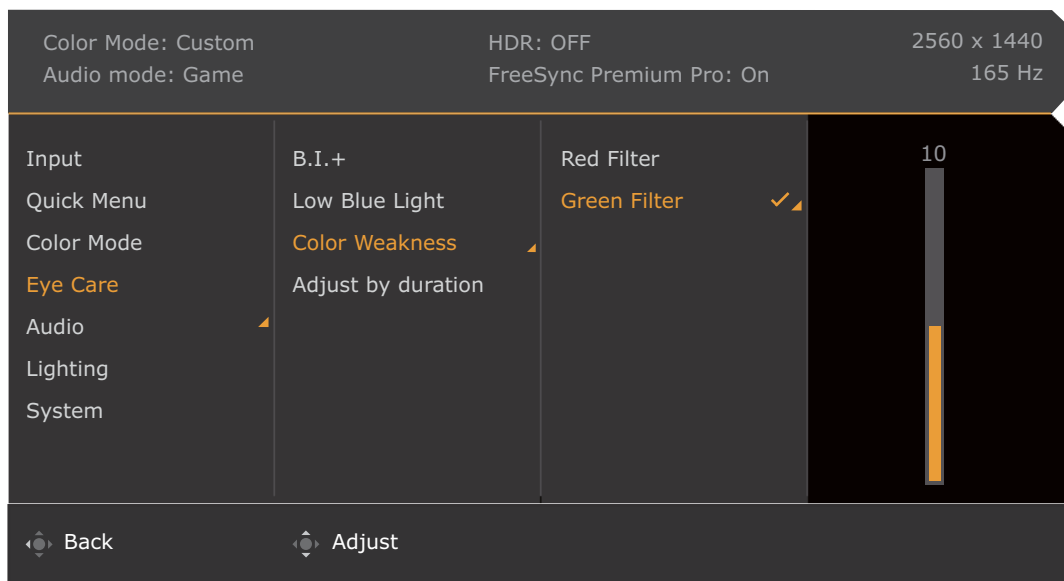 Color Mode: Custom
HDR: OFF
2560 x 1440
Audio mode: Game
FreeSync Premium Pro: On
165 Hz
Input
Quick Menu
Color Mode
Eye Care
Audio
Lighting
System
B.I.+
Low Blue Light
Color Weakness
Adjust by duration
Red Filter
Green Filter
10
Back
Adjust